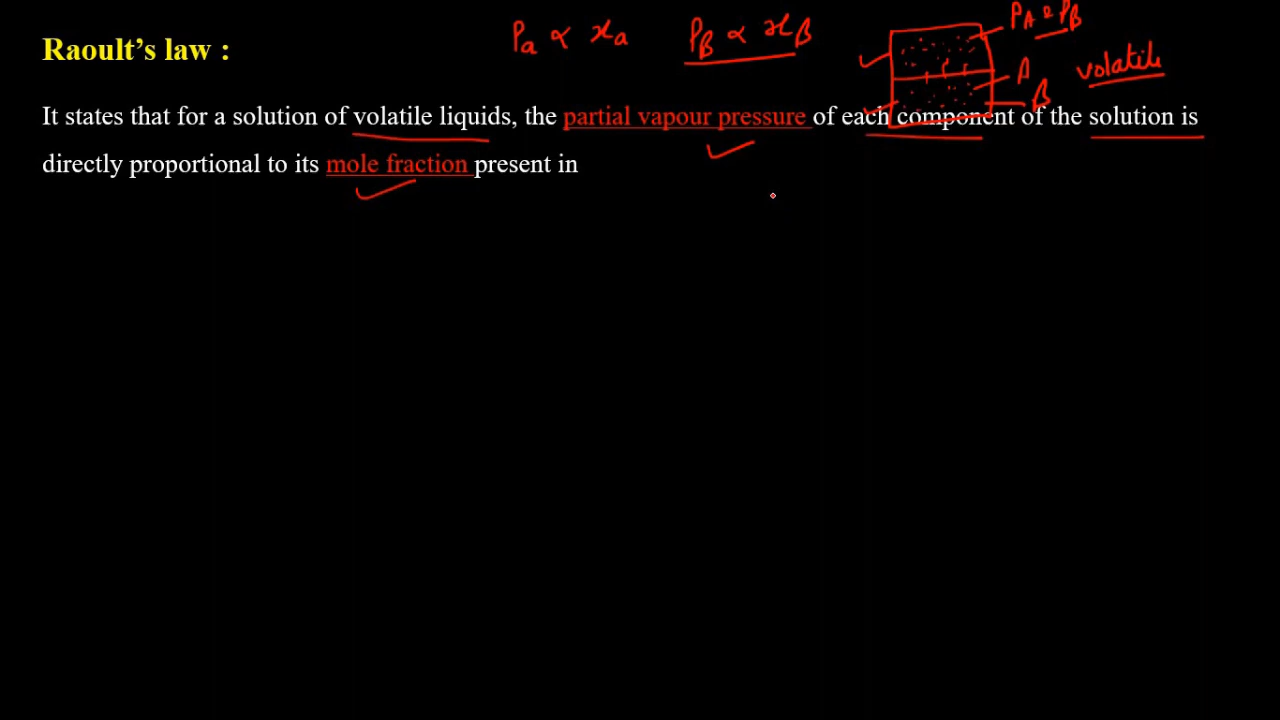 Raoult's law :
Pa ∝ xa
PB ∝ xB
PA & PB
A
B
volatile
It states that for a solution of volatile liquids, the partial vapour pressure of each component of the solution is
directly proportional to its mole fraction present in